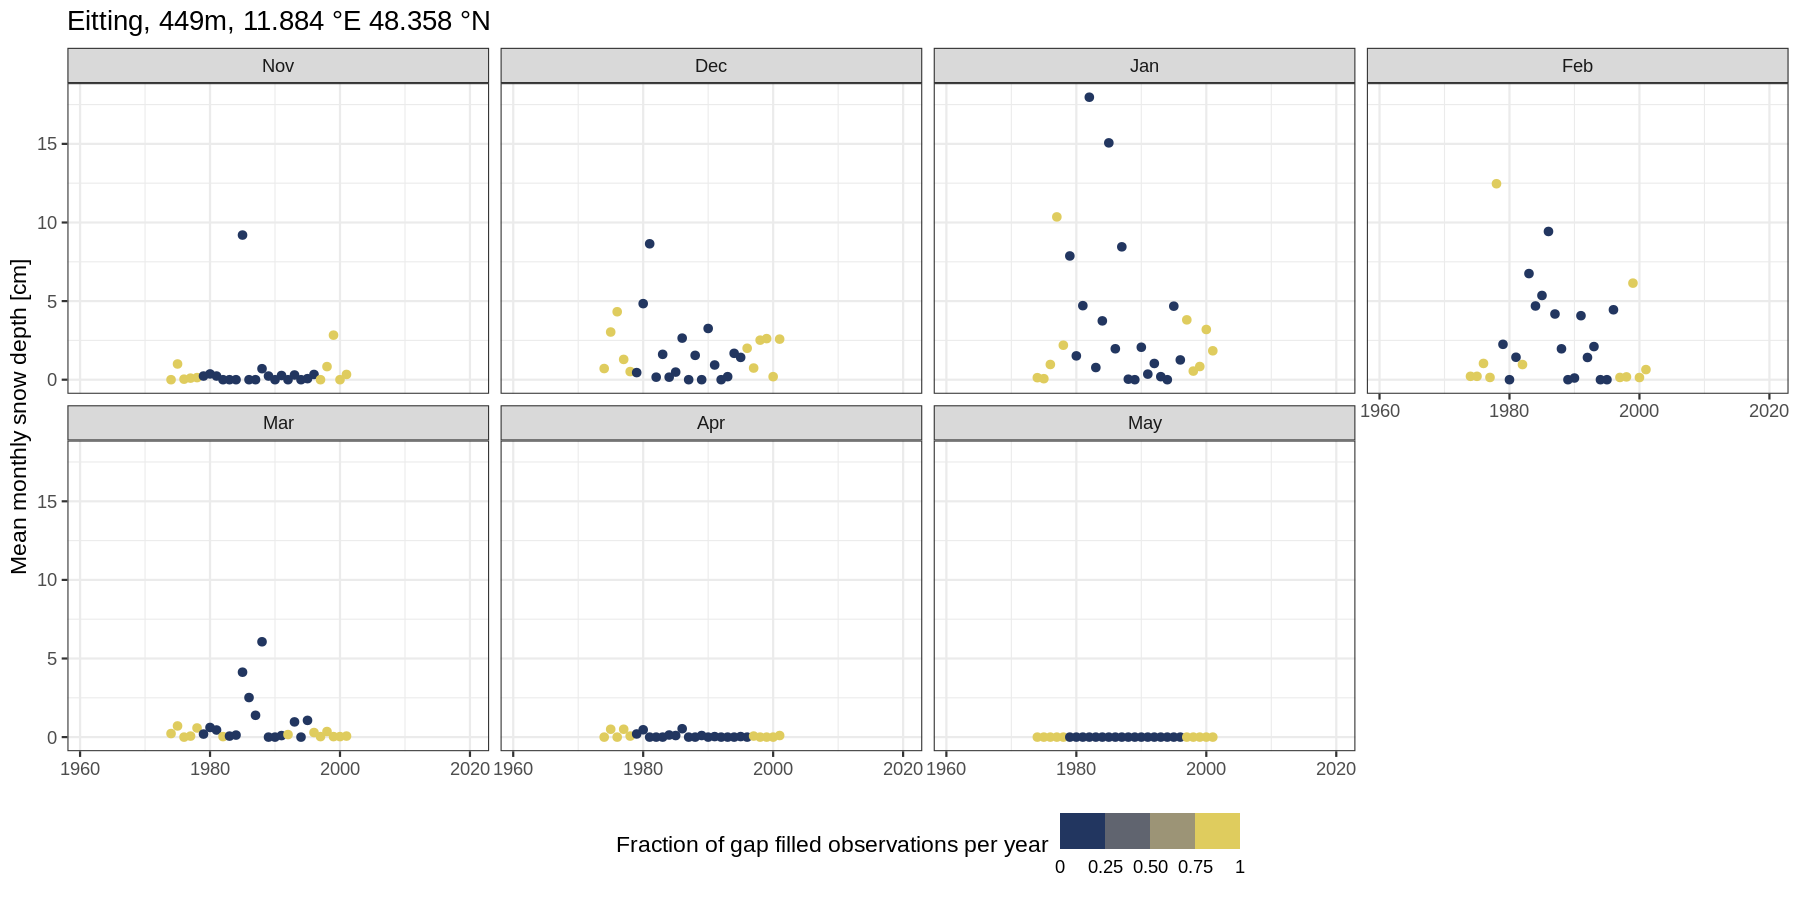 Eitting, 449m, 11.884 °E 48.358 °N
Nov Dec Jan Feb
Mean monthly snow depth [cm]
15
10
5
0
1960 1980 2000 2020
Mar Apr May
15
10
5
0
1960 1980 2000 2020 1960 1980 2000 2020 1960 1980 2000 2020
Fraction of gap filled observations per year
0 0.25 0.50 0.75 1